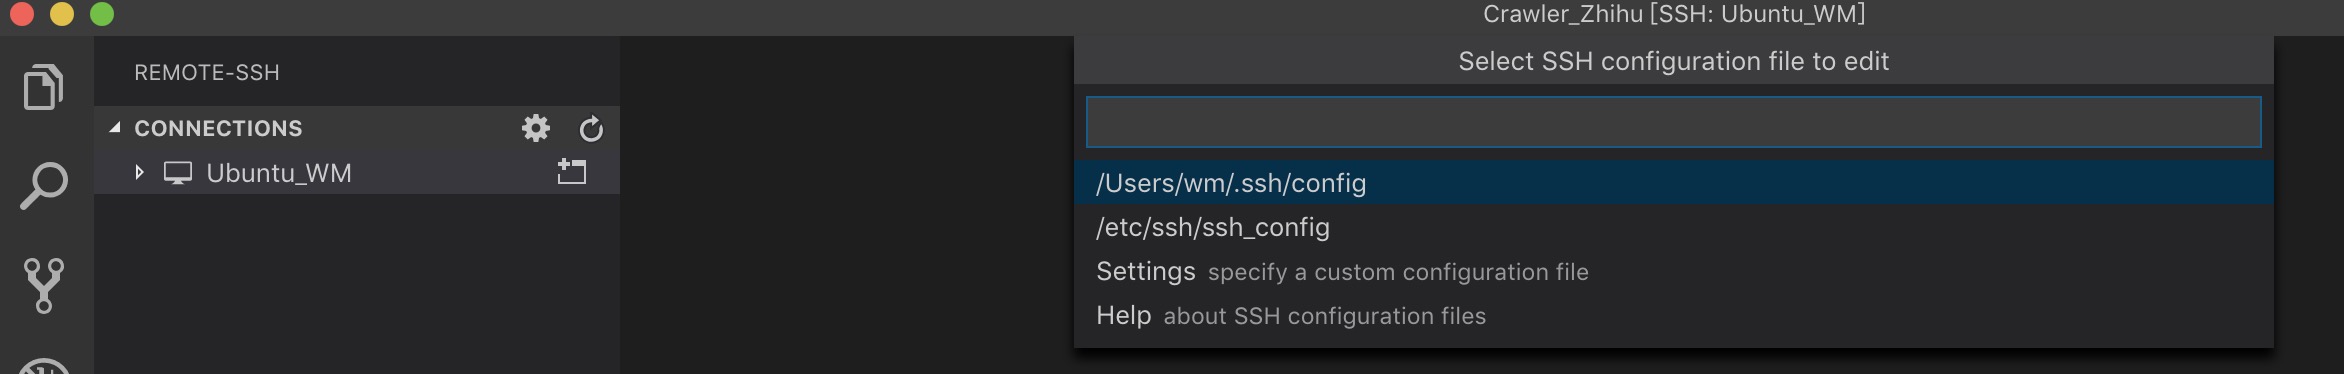 Crawler_Zhihu [SSH: Ubuntu_WM]
REMOTE-SSH
CONNECTIONS
Ubuntu_WM
Select SSH configuration file to edit
/Users/wm/.ssh/config
/etc/ssh/ssh_config
Settings specify a custom configuration file
Help about SSH configuration files